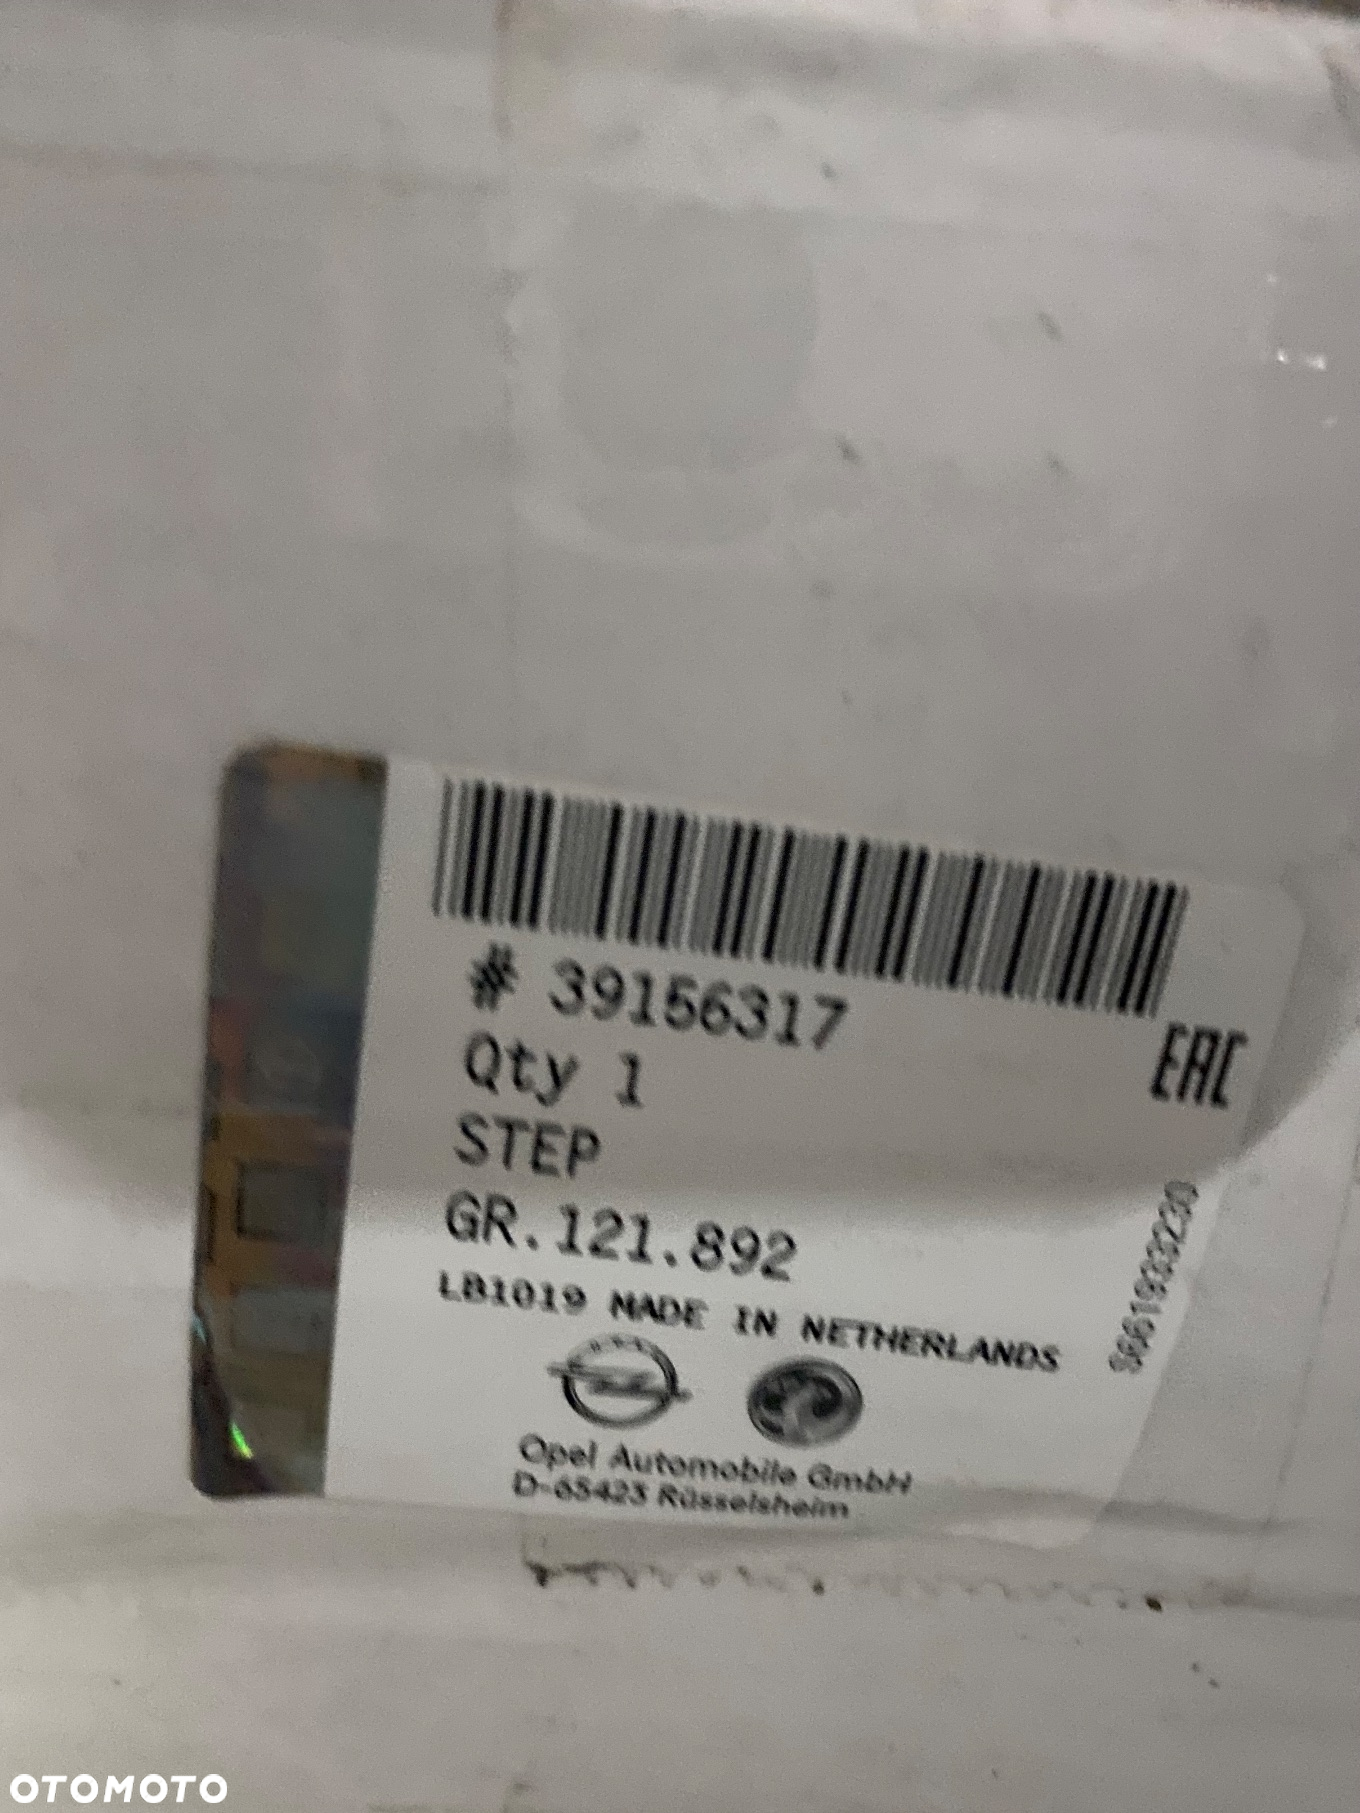 # 39156317
Qty 1
EAC
STEP
GR.121.892
LB1019 MADE IN NETHERLANDS
Opel Automobile GmbH
D-65423 Rüsselsheim
OTOMOTO